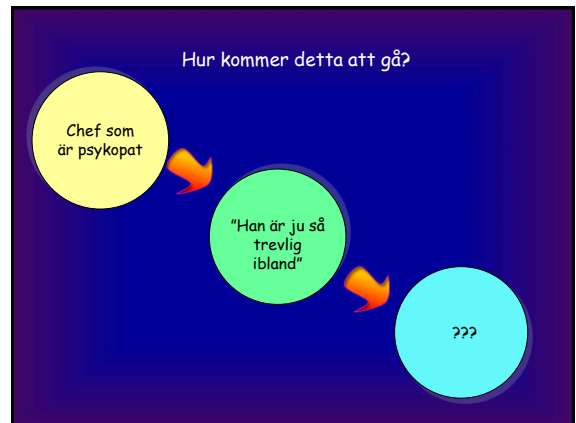 Hur kommer detta att gå?
Chef som
är psykopat
”Han är ju så
trevlig
ibland”
???